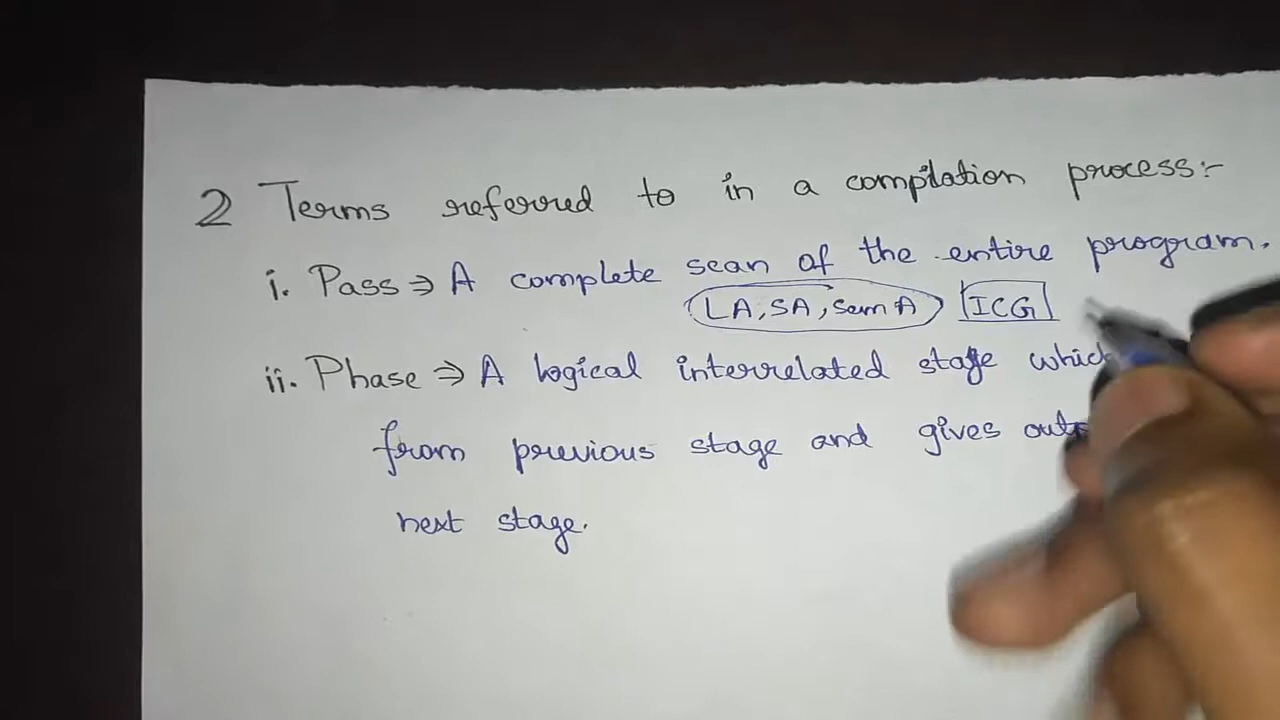 2 Terms referred to in a compilation process:-
i. Pass ⇒ A complete scan of the entire program.
LA, SA, Sem A ICG
ii. Phase ⇒ A logical interrelated stage
from previous stage and gives
next stage.